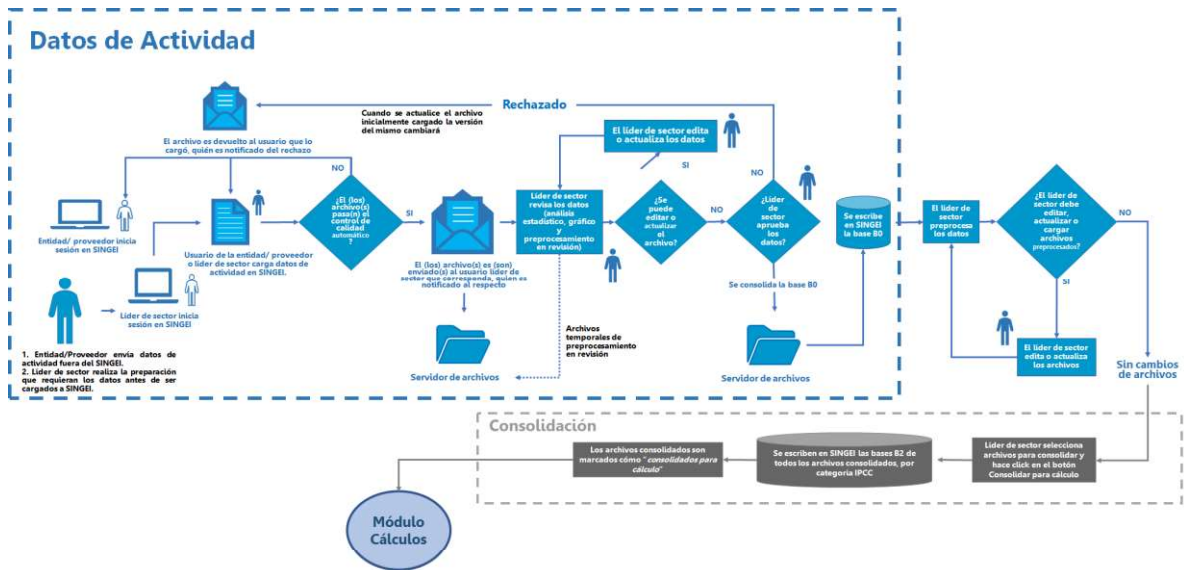 Datos de Actividad
Rechazado
Cuando se actualice el archivo
inicialmente cargado la versión
del mismo cambiará
El archivo es devuelto al usuario que lo
cargó, quién es notificado del rechazo
El líder de sector edita
o actualiza los datos
NO
SI
NO
Entidad/ proveedor inicia
sesión en SINGEI
Usuario de la entidad/ proveedor
o líder de sector carga datos de
actividad en SINGEI.
¿El (los)
archivo(s)
pasa(n) el
control de
calidad
automático
?
SI
El (los) archivo(s) es (son)
enviado(s) al usuario líder de
sector que corresponda, quien es
notificado al respecto
Líder de sector
revisa los datos
(análisis
estadístico, gráfico
y
preprocesamiento
en revisión)
¿Se
puede
editar o
actualizar
el
archivo?
NO
¿Líder
de
sector
aprueba
los
datos?
Se escribe
en SINGEI
la base B0
El líder de
sector
preprocesa
los datos
¿El líder de
sector debe
editar,
actualizar o
cargar
archivos
preprocesados?
NO
SI
Líder de sector inicia
sesión en SINGEI
Se consolida la base B0
Archivos
temporales de
preprocesamiento
en revisión
1. Entidad/Proveedor envía datos de
actividad fuera del SINGEI.
2. Líder de sector realiza la preparación
que requieran los datos antes de ser
cargados a SINGEI.
Servidor de archivos
Servidor de archivos
El líder de sector
edita o actualiza
los archivos
Sin cambios
de archivos
Consolidación
Los archivos consolidados son
marcados cómo "consolidados para
cálculo"
Se escriben en SINGEI las bases B2 de
todos los archivos consolidados, por
categoría IPCC
Líder de sector selecciona
archivos para consolidar y
hace click en el botón
Consolidar para cálculo
Módulo
Cálculos